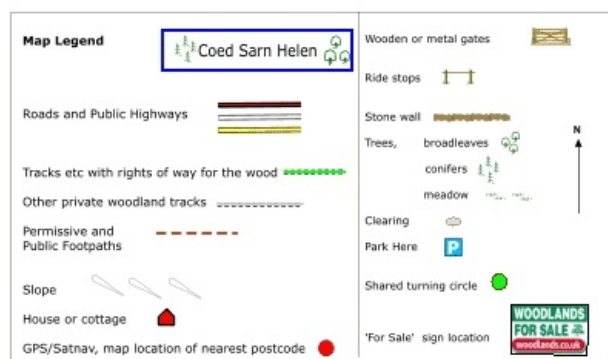 Map Legend
Coed Sarn Helen
Roads and Public Highways
Tracks etc with rights of way for the wood
Other private woodland tracks
Permissive and
Public Footpaths
Slope
House or cottage
GPS/Satnav, map location of nearest postcode
Wooden or metal gates
Ride stops
Stone wall
Trees, broadleaves
conifers
meadow
N
Clearing
Park Here
P
Shared turning circle
'For Sale' sign location
WOODLANDS
FOR SALE
woodlands.co.uk